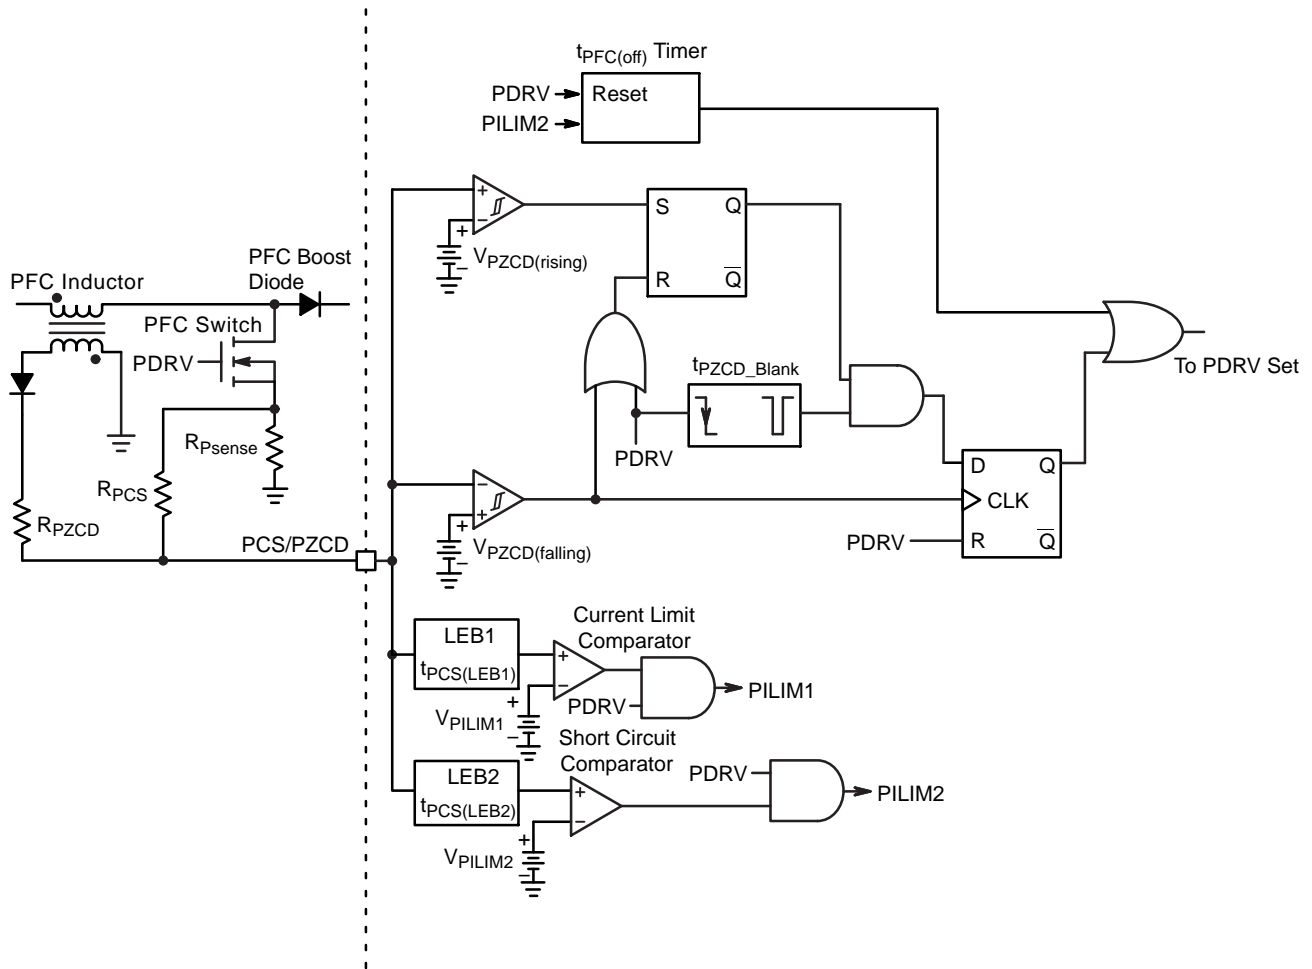 tPFC(off) Timer
PDRV
Reset
PILIM2
S
Q
R
Q
+
−
+
−
VPZCD(rising)
PFC Inductor
PFC Boost
Diode
PFC Switch
PDRV
RPsense
RPCS
RPZCD
PCS/PZCD
tPZCD_Blank
PDRV
To PDRV Set
D
Q
CLK
R
Q
PDRV
−
+
+
−
VPZCD(falling)
LEB1
tPCS(LEB1)
Current Limit
Comparator
+
−
+
−
VPILIM1
PDRV
PILIM1
LEB2
tPCS(LEB2)
Short Circuit
Comparator
+
−
+
−
VPILIM2
PDRV
PILIM2